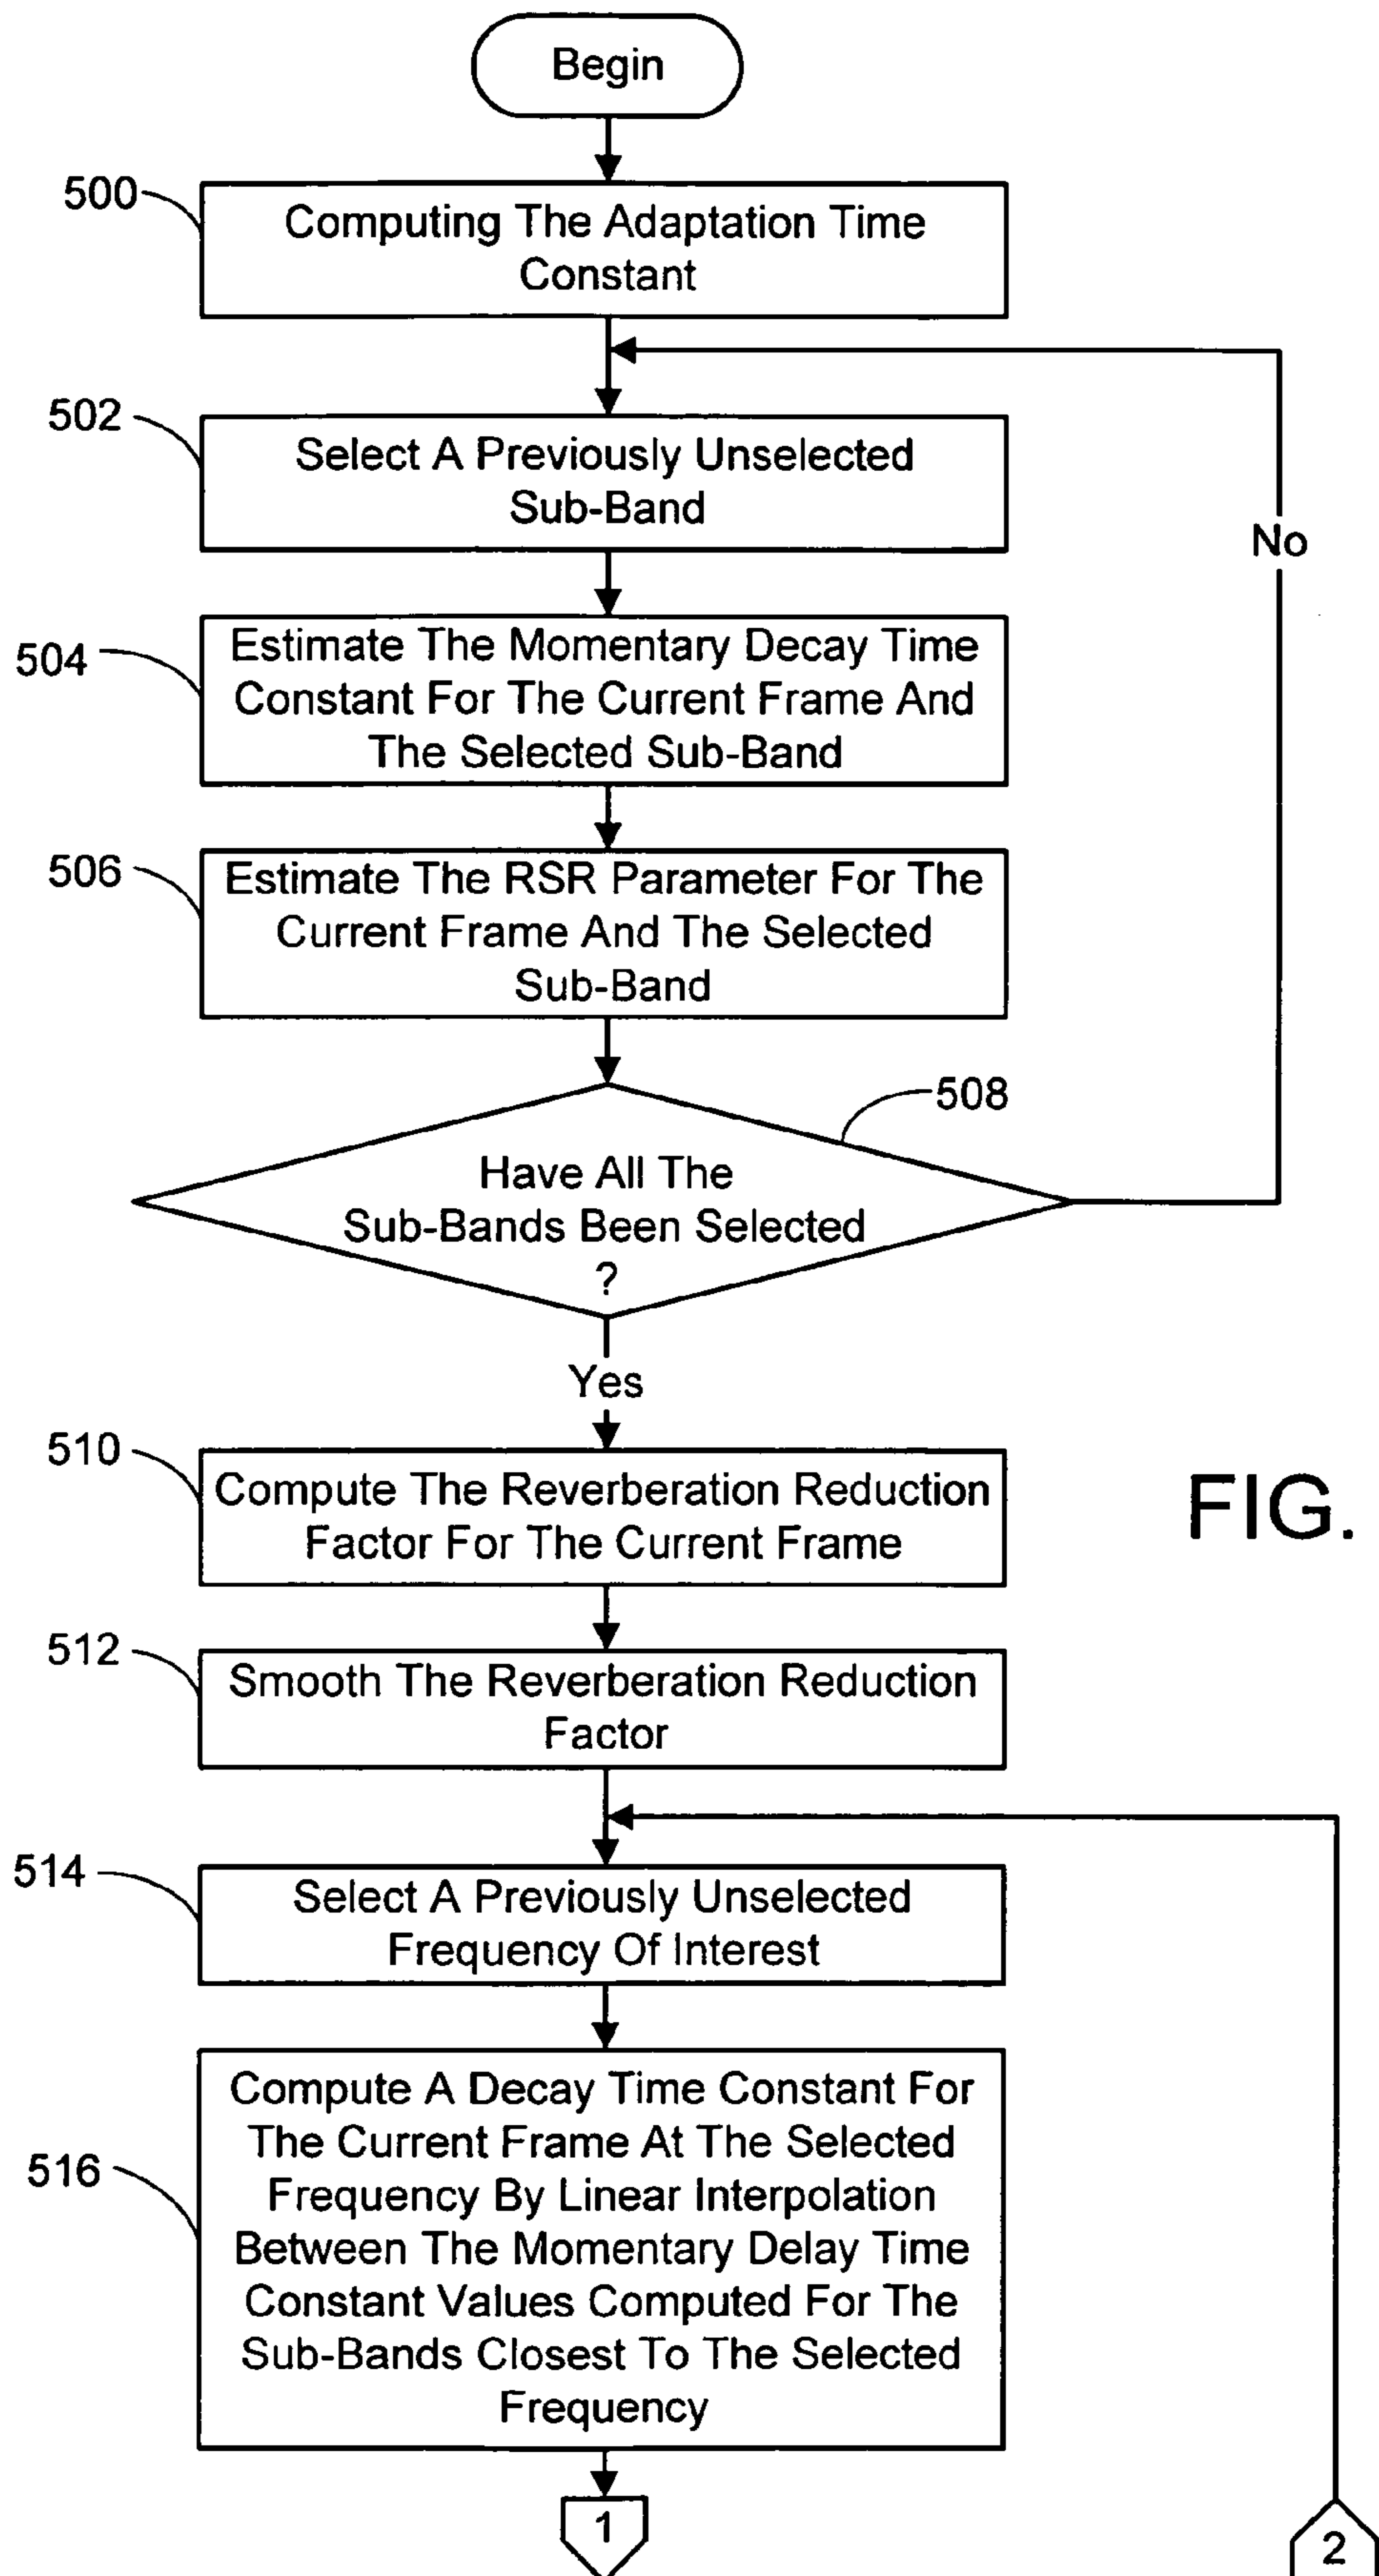 Begin
500
Computing The Adaptation Time
Constant
502
Select A Previously Unselected
Sub-Band
No
504
Estimate The Momentary Decay Time
Constant For The Current Frame And
The Selected Sub-Band
506
Estimate The RSR Parameter For The
Current Frame And The Selected
Sub-Band
508
Have All The
Sub-Bands Been Selected
?
Yes
510
Compute The Reverberation Reduction
Factor For The Current Frame
FIG.
512
Smooth The Reverberation Reduction
Factor
514
Select A Previously Unselected
Frequency Of Interest
516
Compute A Decay Time Constant For
The Current Frame At The Selected
Frequency By Linear Interpolation
Between The Momentary Delay Time
Constant Values Computed For The
Sub-Bands Closest To The Selected
Frequency
1
2